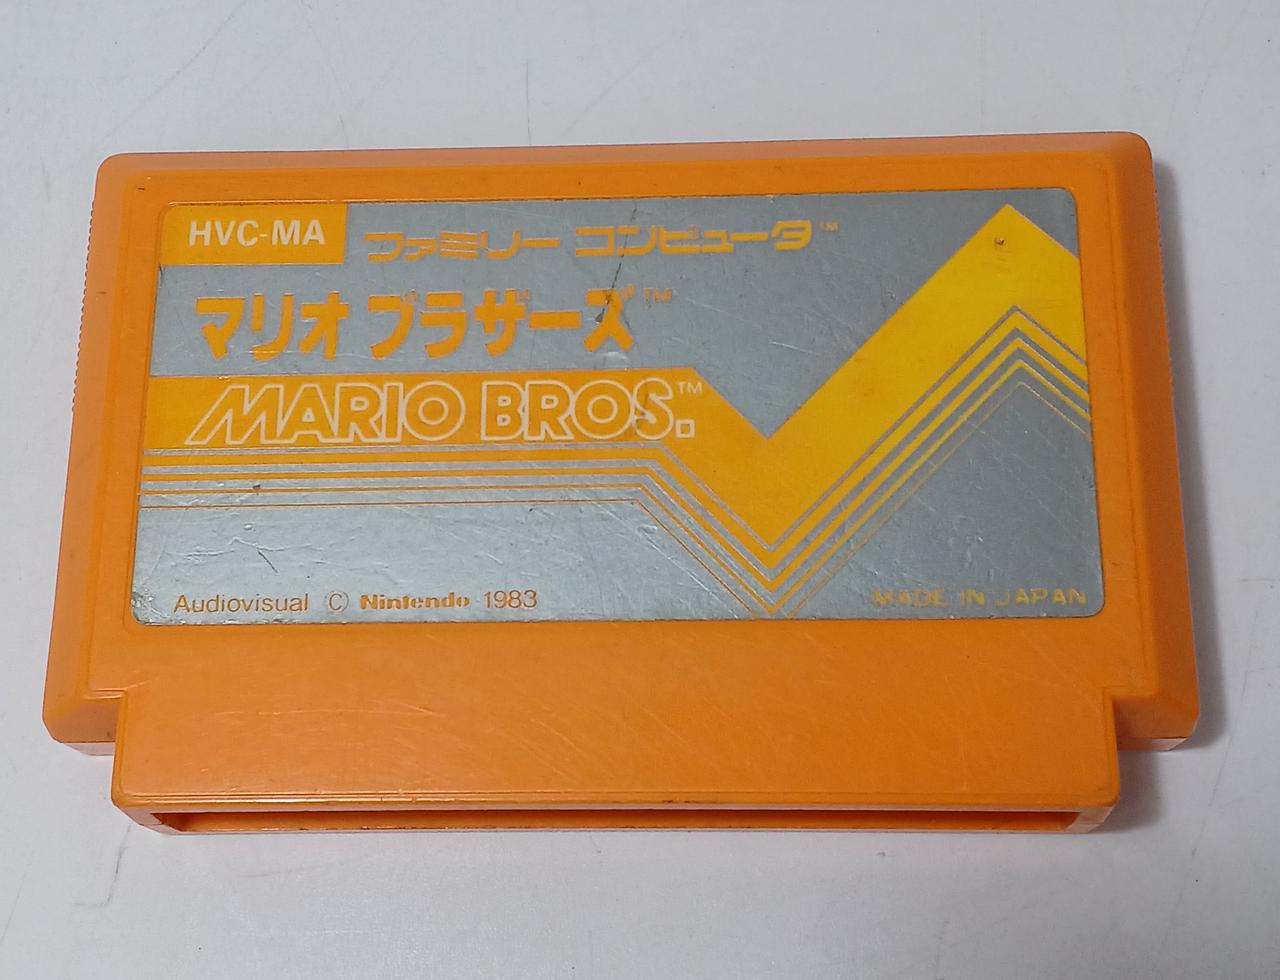 HVC-MA
ファミリー コンピュータ™
マリオブラザーズ™
MARIO BROS.™
Audiovisual © Nintendo 1983
MADE IN JAPAN